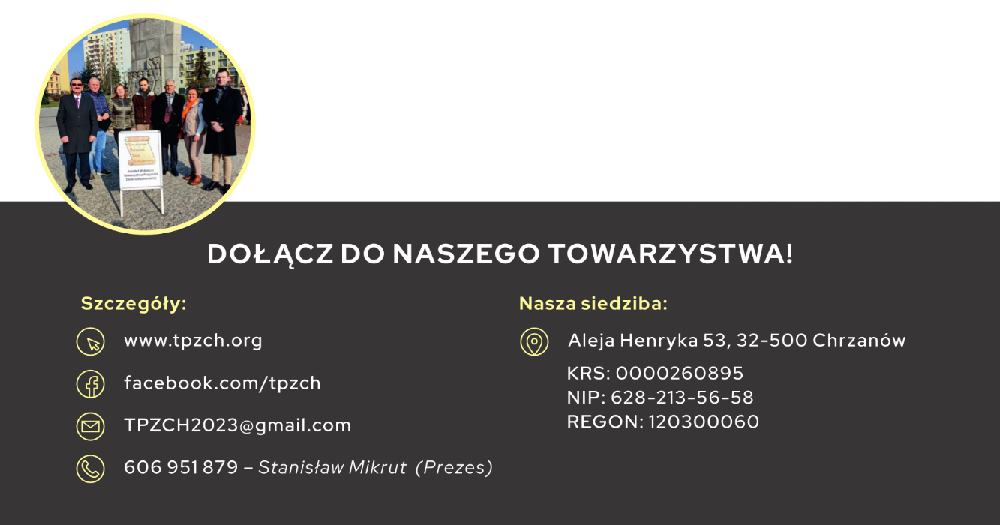 DOŁĄCZ DO NASZEGO TOWARZYSTWA!
Szczegóły:
www.tpzch.org
facebook.com/tpzch
TPZCH2023@gmail.com
606 951 879 – Stanisław Mikrut (Prezes)
Nasza siedziba:
Aleja Henryka 53, 32-500 Chrzanów
KRS: 0000260895
NIP: 628-213-56-58
REGON: 120300060